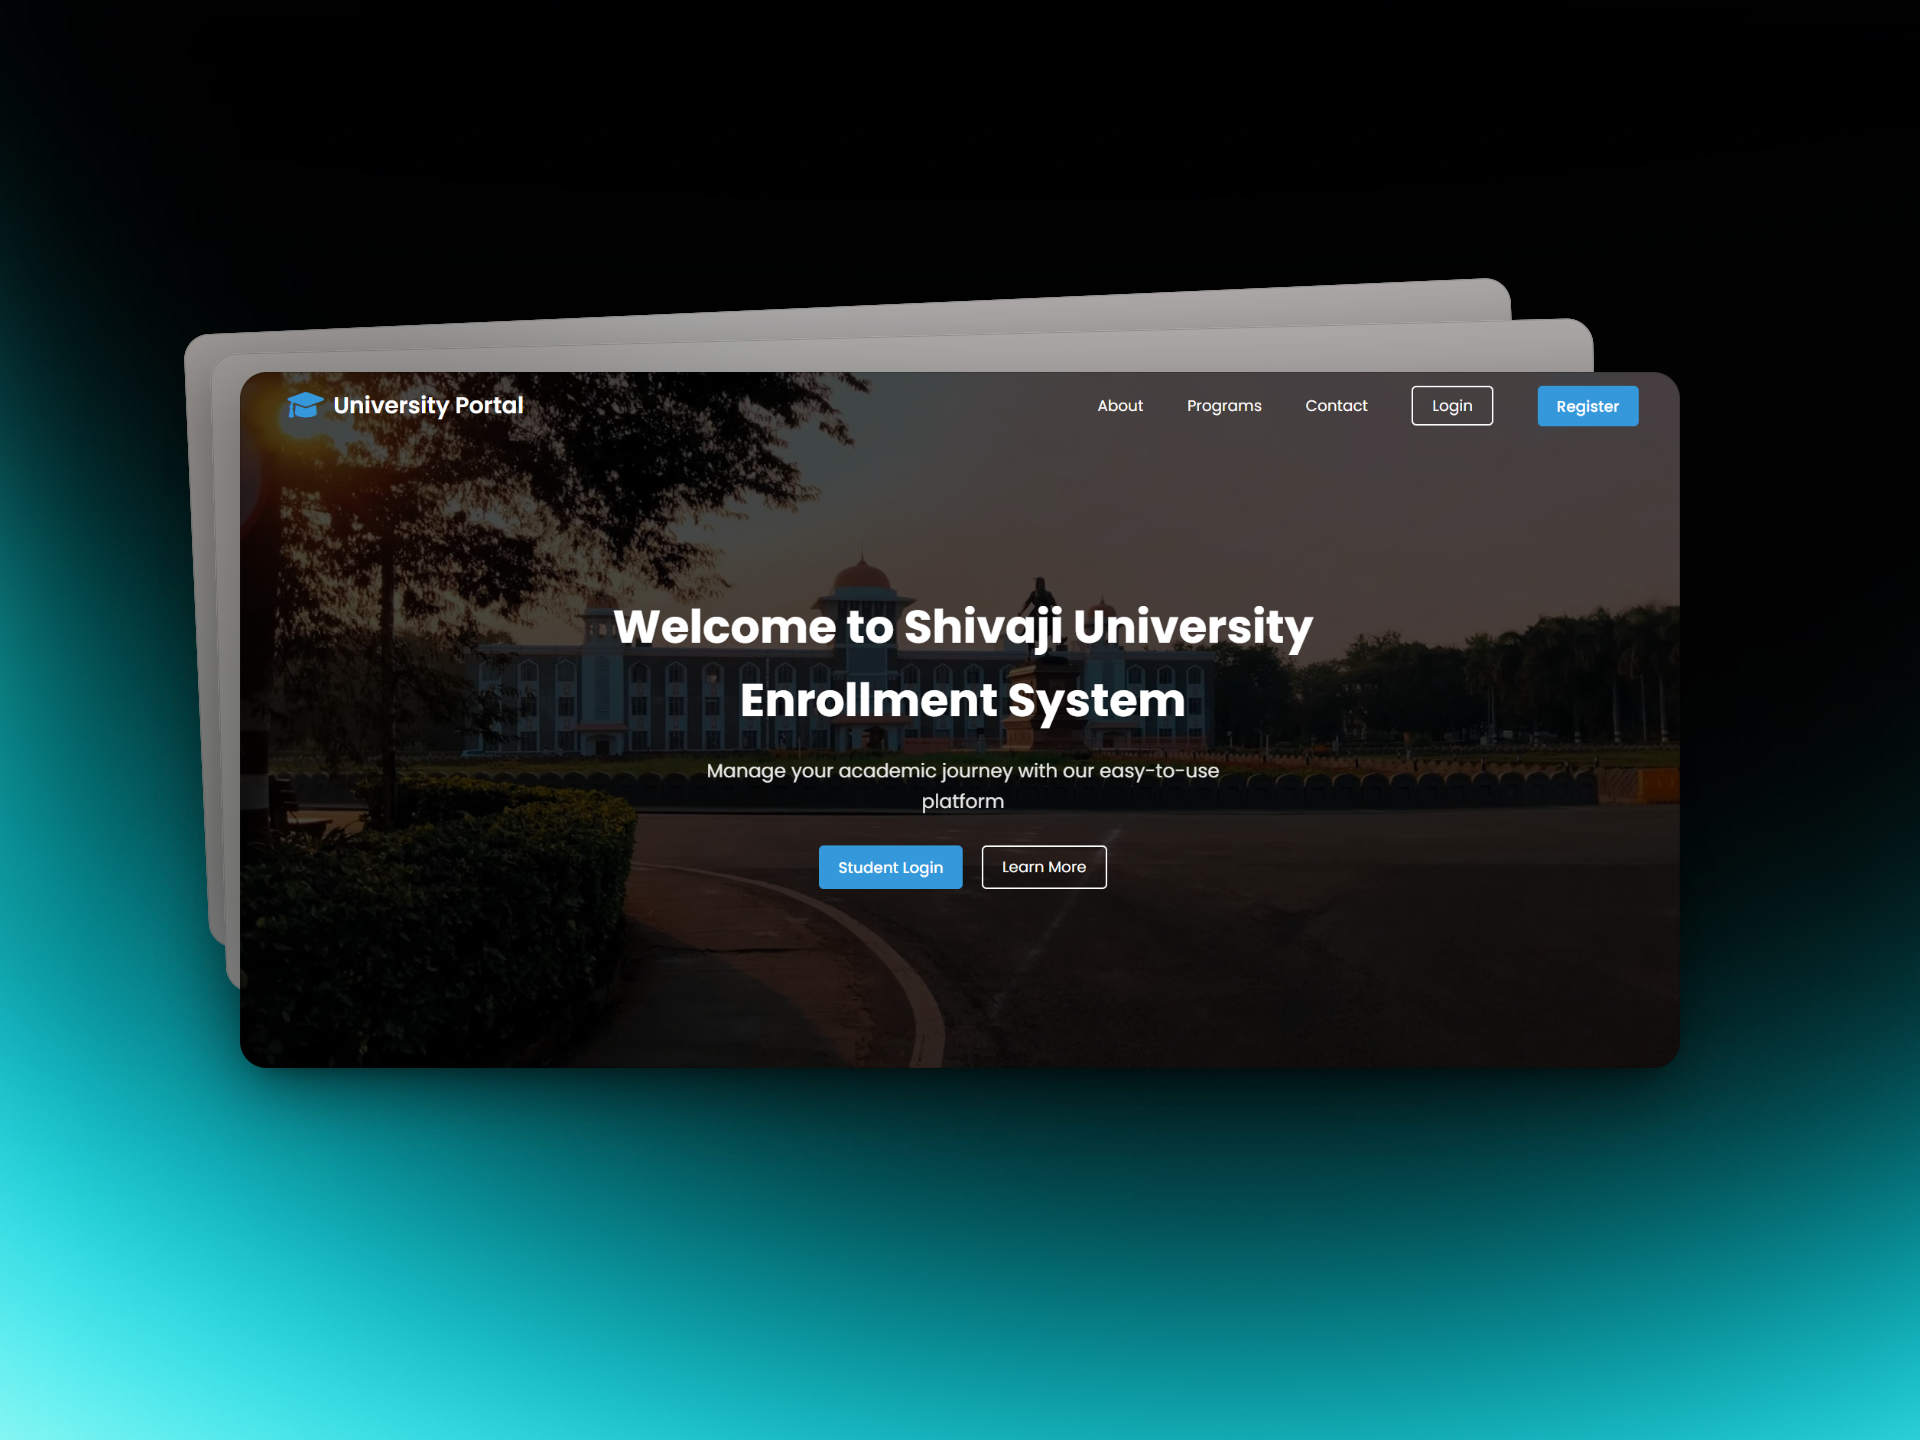 University Portal
About
Programs
Contact
Login
Register
Welcome to Shivaji University
Enrollment System
Manage your academic journey with our easy-to-use
platform
Student Login
Learn More